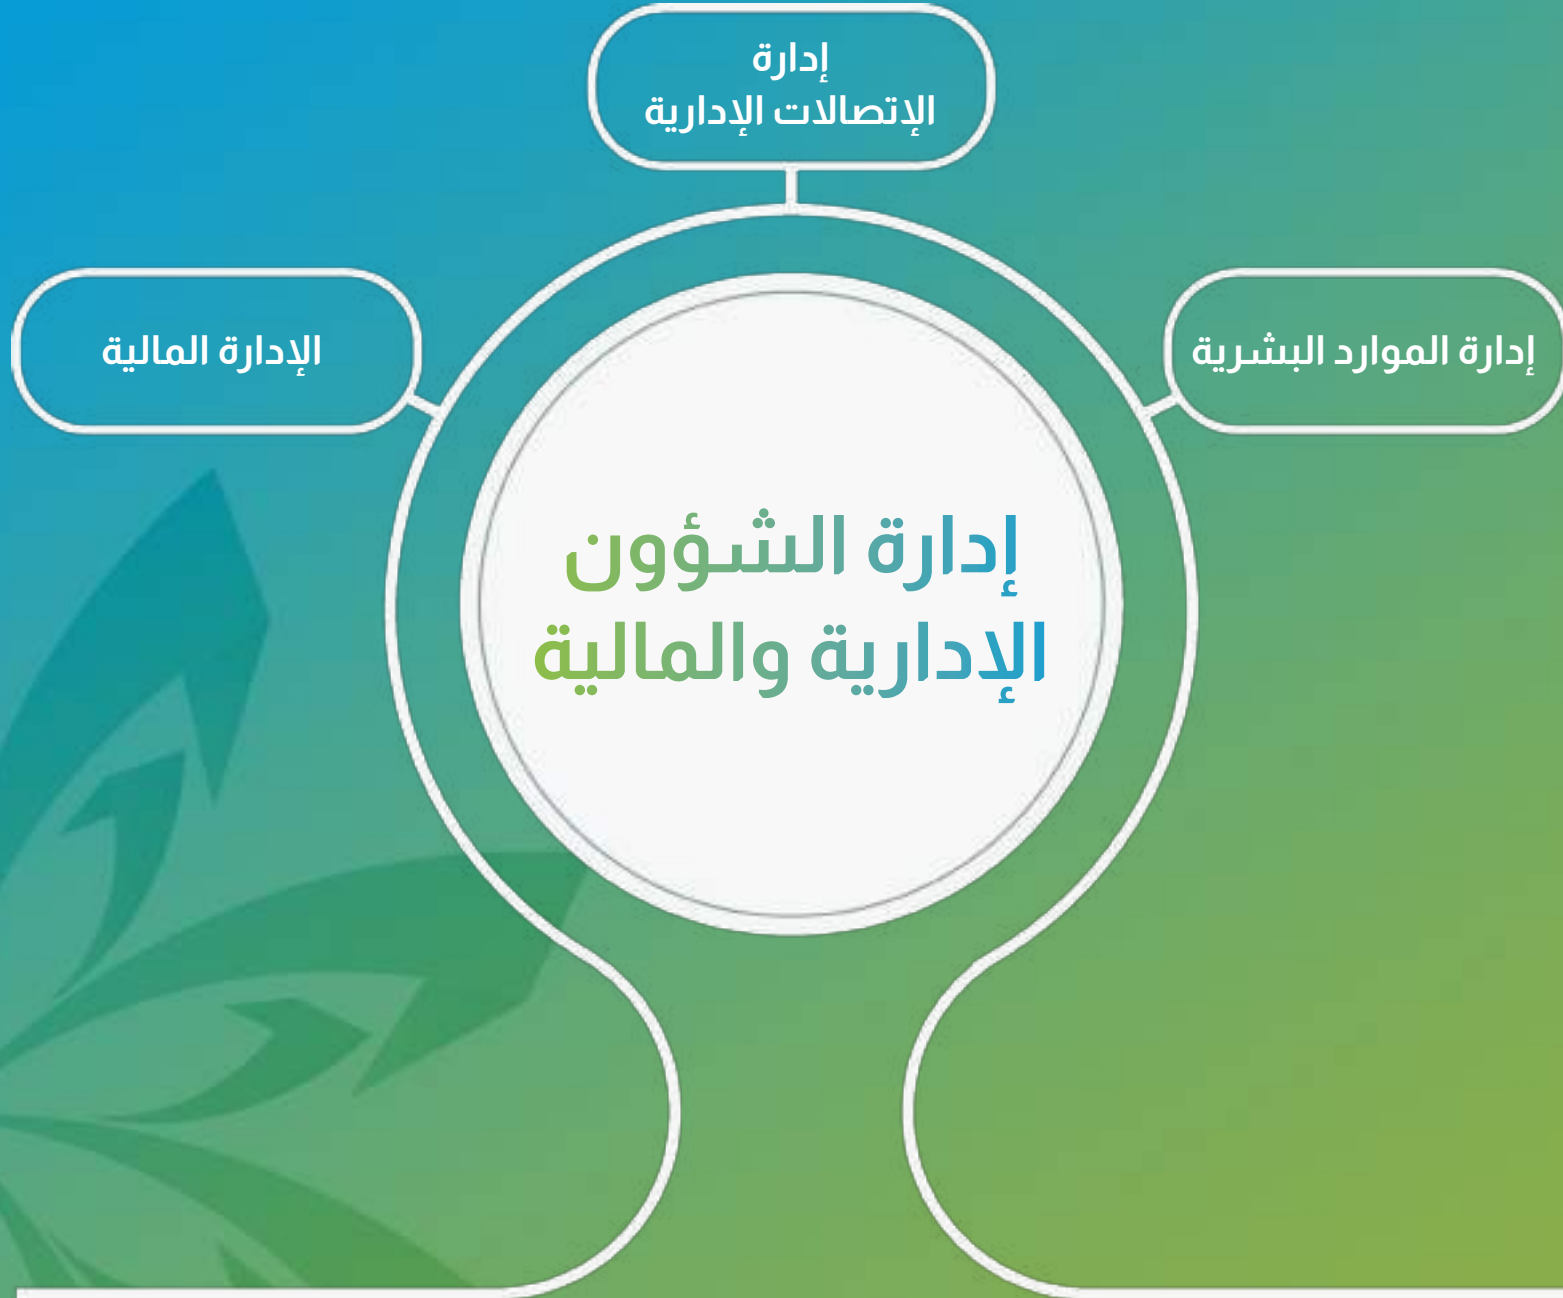 إدارة
الإتصالات الإدارية
إدارة الموارد البشرية
الإدارة المالية
إدارة الشؤون
الإدارية والمالية